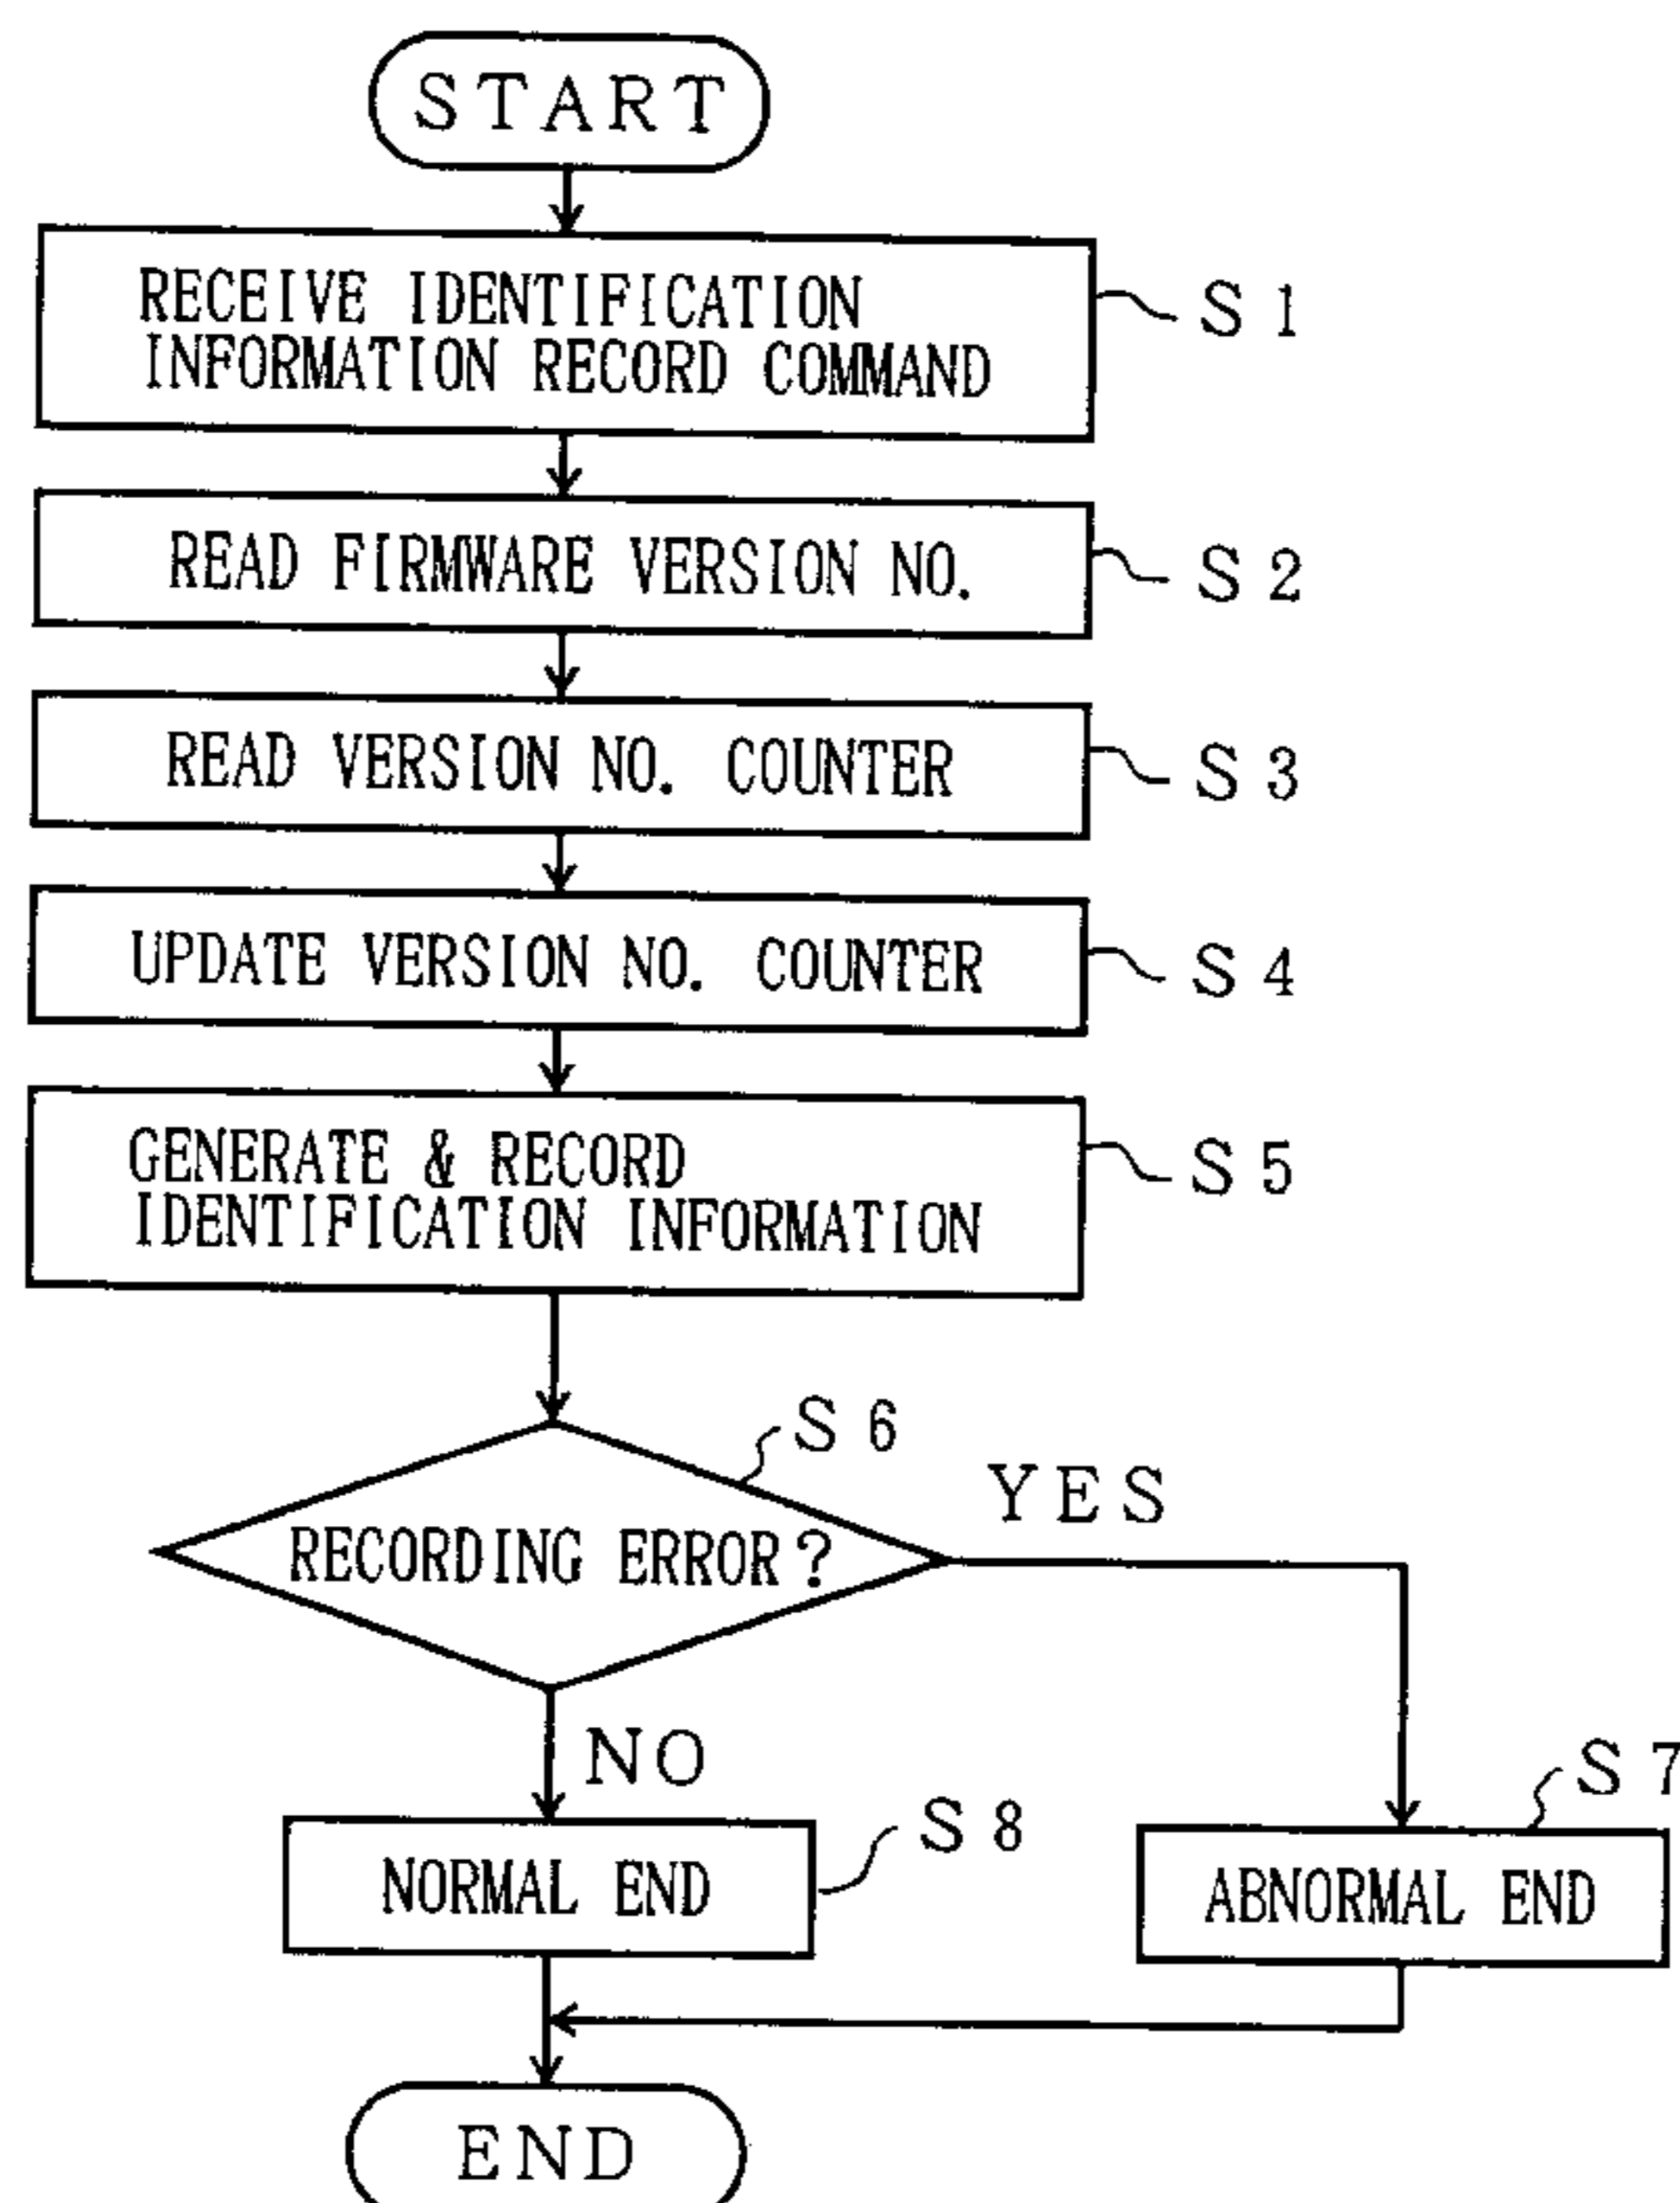 START
RECEIVE IDENTIFICATION
INFORMATION RECORD COMMAND
S1
READ FIRMWARE VERSION NO.
S2
READ VERSION NO. COUNTER
S3
UPDATE VERSION NO. COUNTER
S4
GENERATE & RECORD
IDENTIFICATION INFORMATION
S5
S6
RECORDING ERROR?
YES
NO
S8
NORMAL END
S7
ABNORMAL END
END